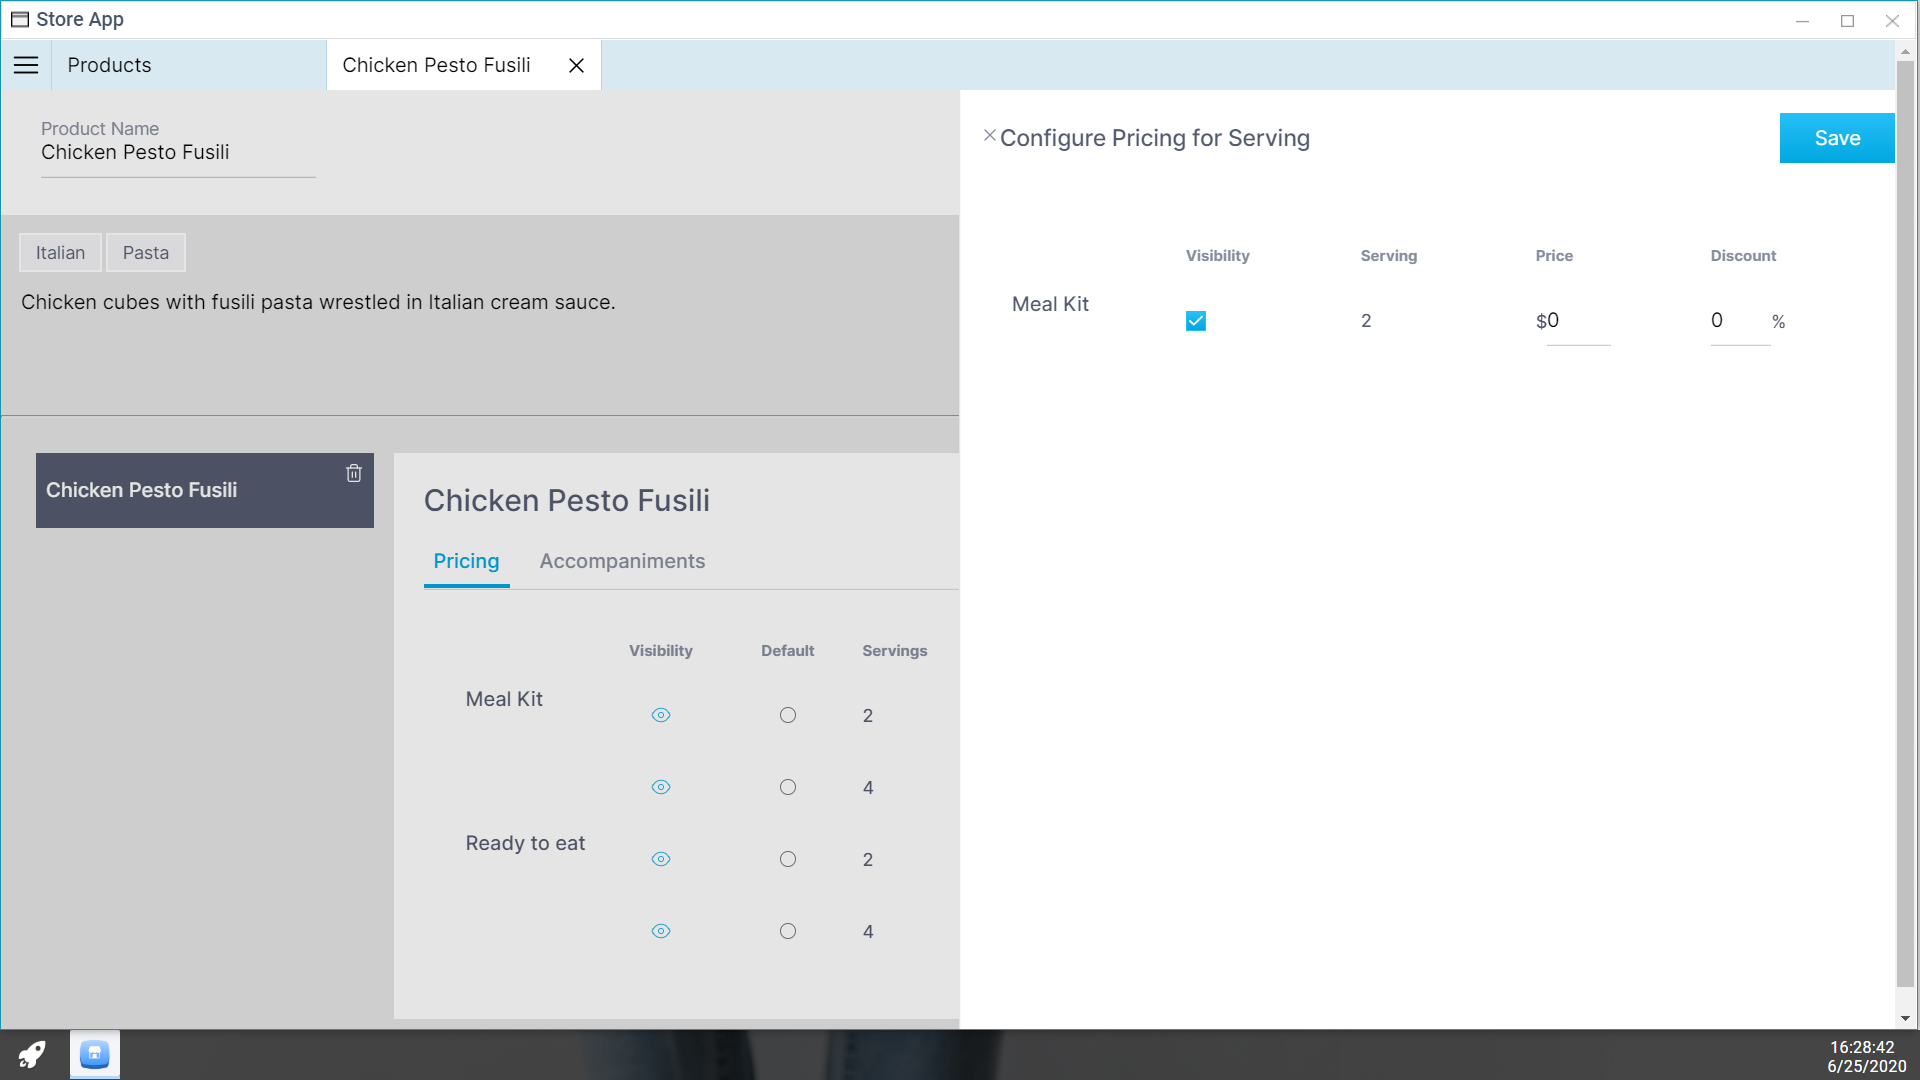 Store App
Products
Chicken Pesto Fusili
Product Name
Chicken Pesto Fusili
Italian
Pasta
Chicken cubes with fusili pasta wrestled in Italian cream sauce.
Chicken Pesto Fusili
Chicken Pesto Fusili
Pricing
Accompaniments
Visibility Default Servings
Meal Kit
2
4
Ready to eat
2
4
Configure Pricing for Serving
Save
Visibility Serving Price Discount
Meal Kit
2 $0 0 %
16:28:42
6/25/2020